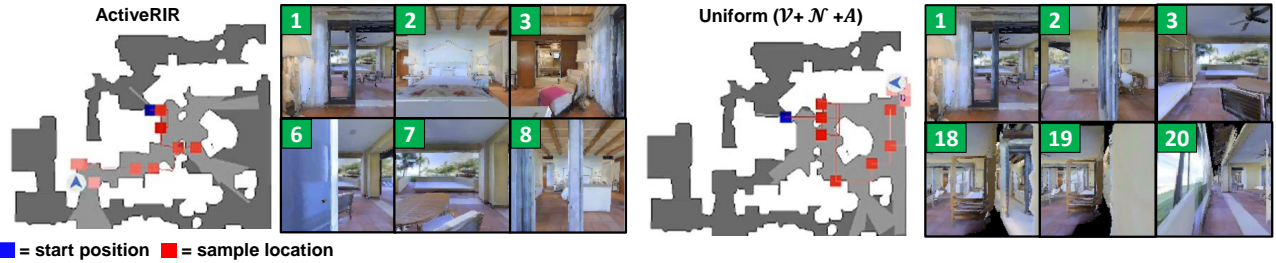 ActiveRIR
1 2 3
6 7 8
Uniform (𝒱+ 𝒩 +A)
1 2 3
18 19 20
= start position = sample location